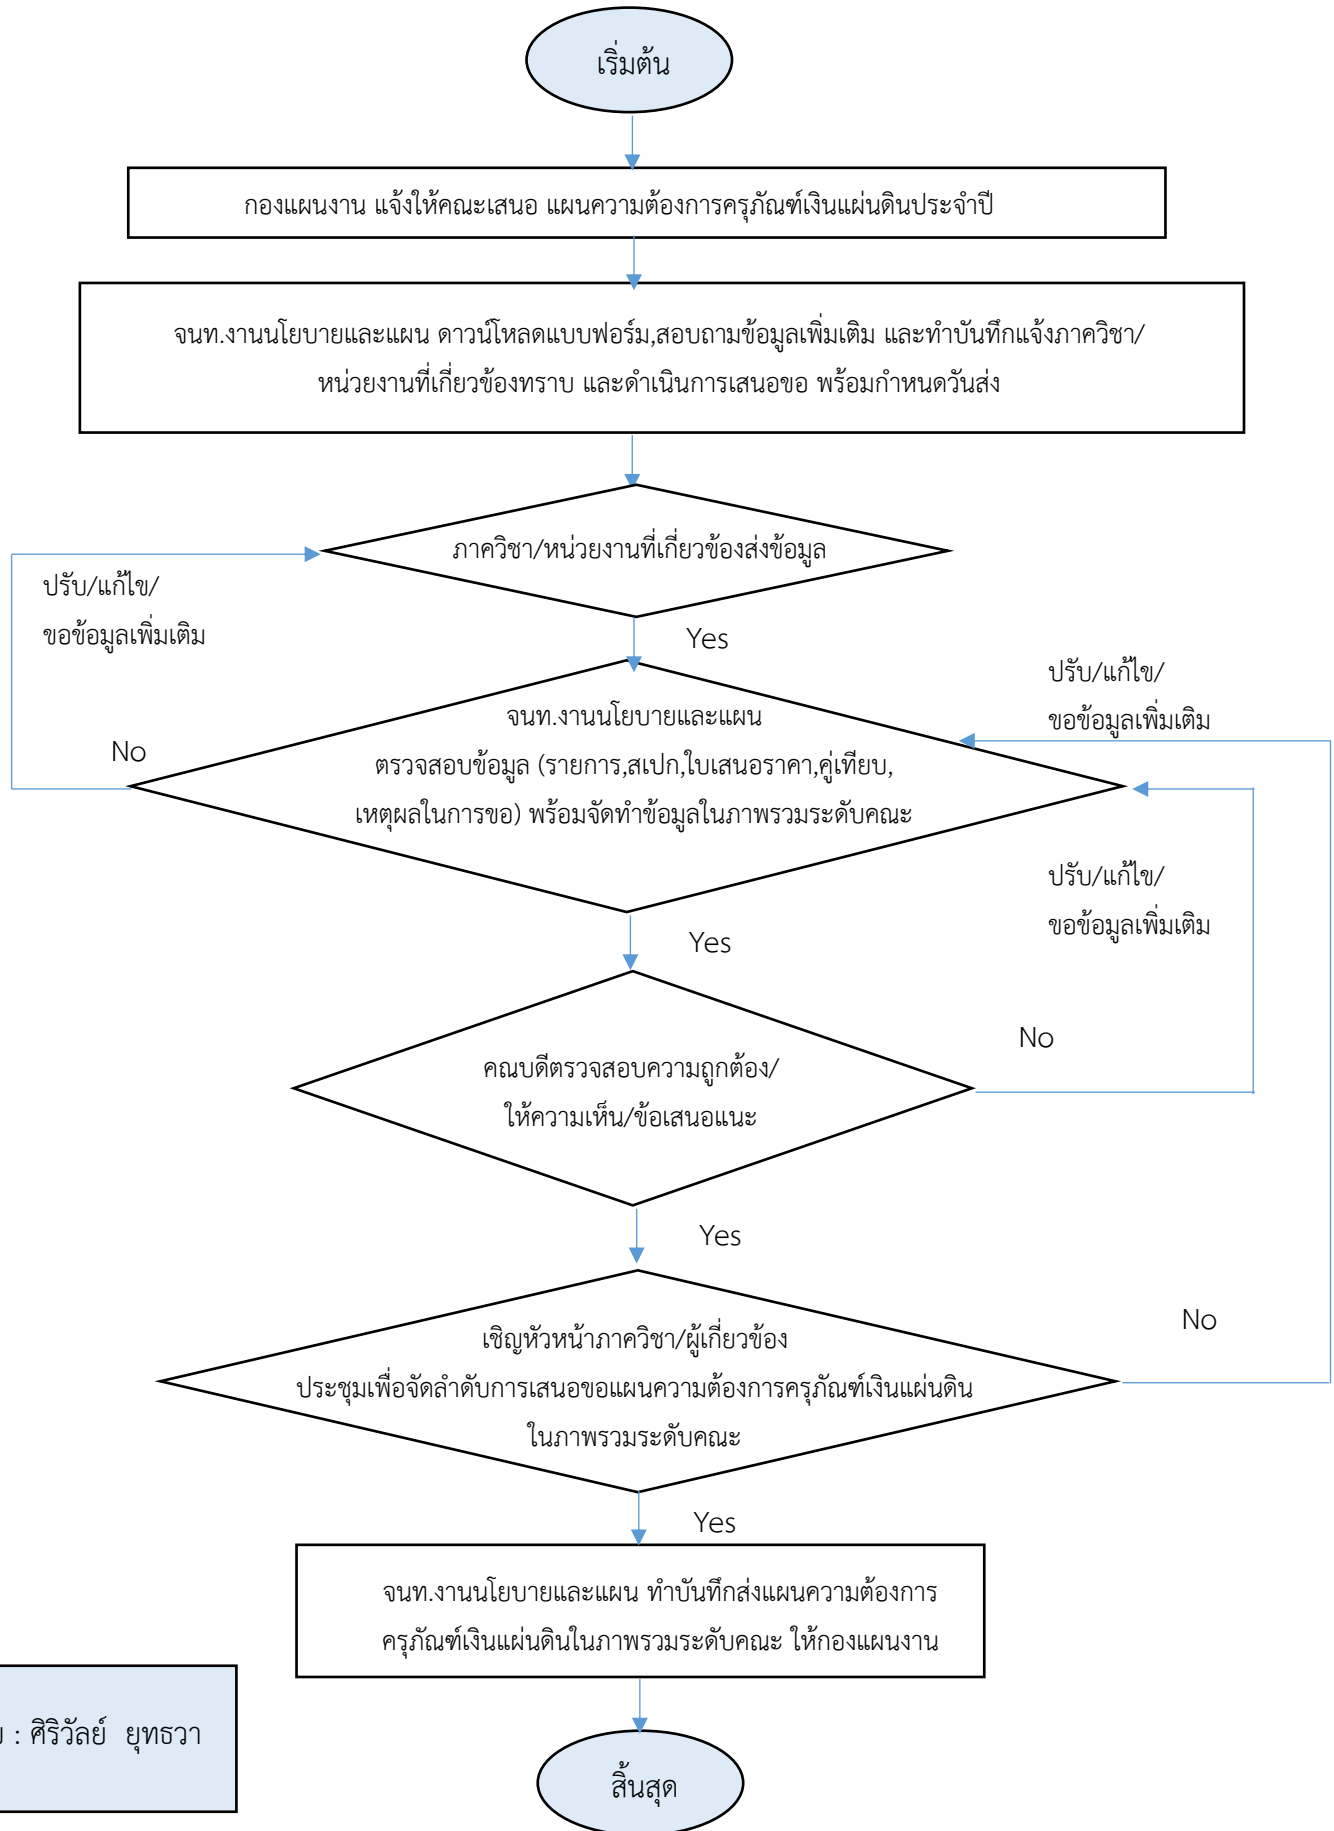 เริ่มต้น
กองแผนงาน แจ้งให้คณะเสนอ แผนความต้องการครุภัณฑ์เงินแผ่นดินประจำปี
จนท.งานนโยบายและแผน ดาวน์โหลดแบบฟอร์ม,สอบถามข้อมูลเพิ่มเติม และทำบันทึกแจ้งภาควิชา/
หน่วยงานที่เกี่ยวข้องทราบ และดำเนินการเสนอขอ พร้อมกำหนดวันส่ง
ภาควิชา/หน่วยงานที่เกี่ยวข้องส่งข้อมูล
ปรับ/แก้ไข/
ขอข้อมูลเพิ่มเติม
Yes
ปรับ/แก้ไข/
ขอข้อมูลเพิ่มเติม
No
จนท.งานนโยบายและแผน
ตรวจสอบข้อมูล (รายการ,สเปก,ใบเสนอราคา,คู่เทียบ,
เหตุผลในการขอ) พร้อมจัดทำข้อมูลในภาพรวมระดับคณะ
ปรับ/แก้ไข/
ขอข้อมูลเพิ่มเติม
Yes
No
คณบดีตรวจสอบความถูกต้อง/
ให้ความเห็น/ข้อเสนอแนะ
Yes
No
เชิญหัวหน้าภาควิชา/ผู้เกี่ยวข้อง
ประชุมเพื่อจัดลำดับการเสนอขอแผนความต้องการครุภัณฑ์เงินแผ่นดิน
ในภาพรวมระดับคณะ
Yes
จนท.งานนโยบายและแผน ทำบันทึกส่งแผนความต้องการ
ครุภัณฑ์เงินแผ่นดินในภาพรวมระดับคณะ ให้กองแผนงาน
: ศิริวัลย์ ยุทธวา
สิ้นสุด